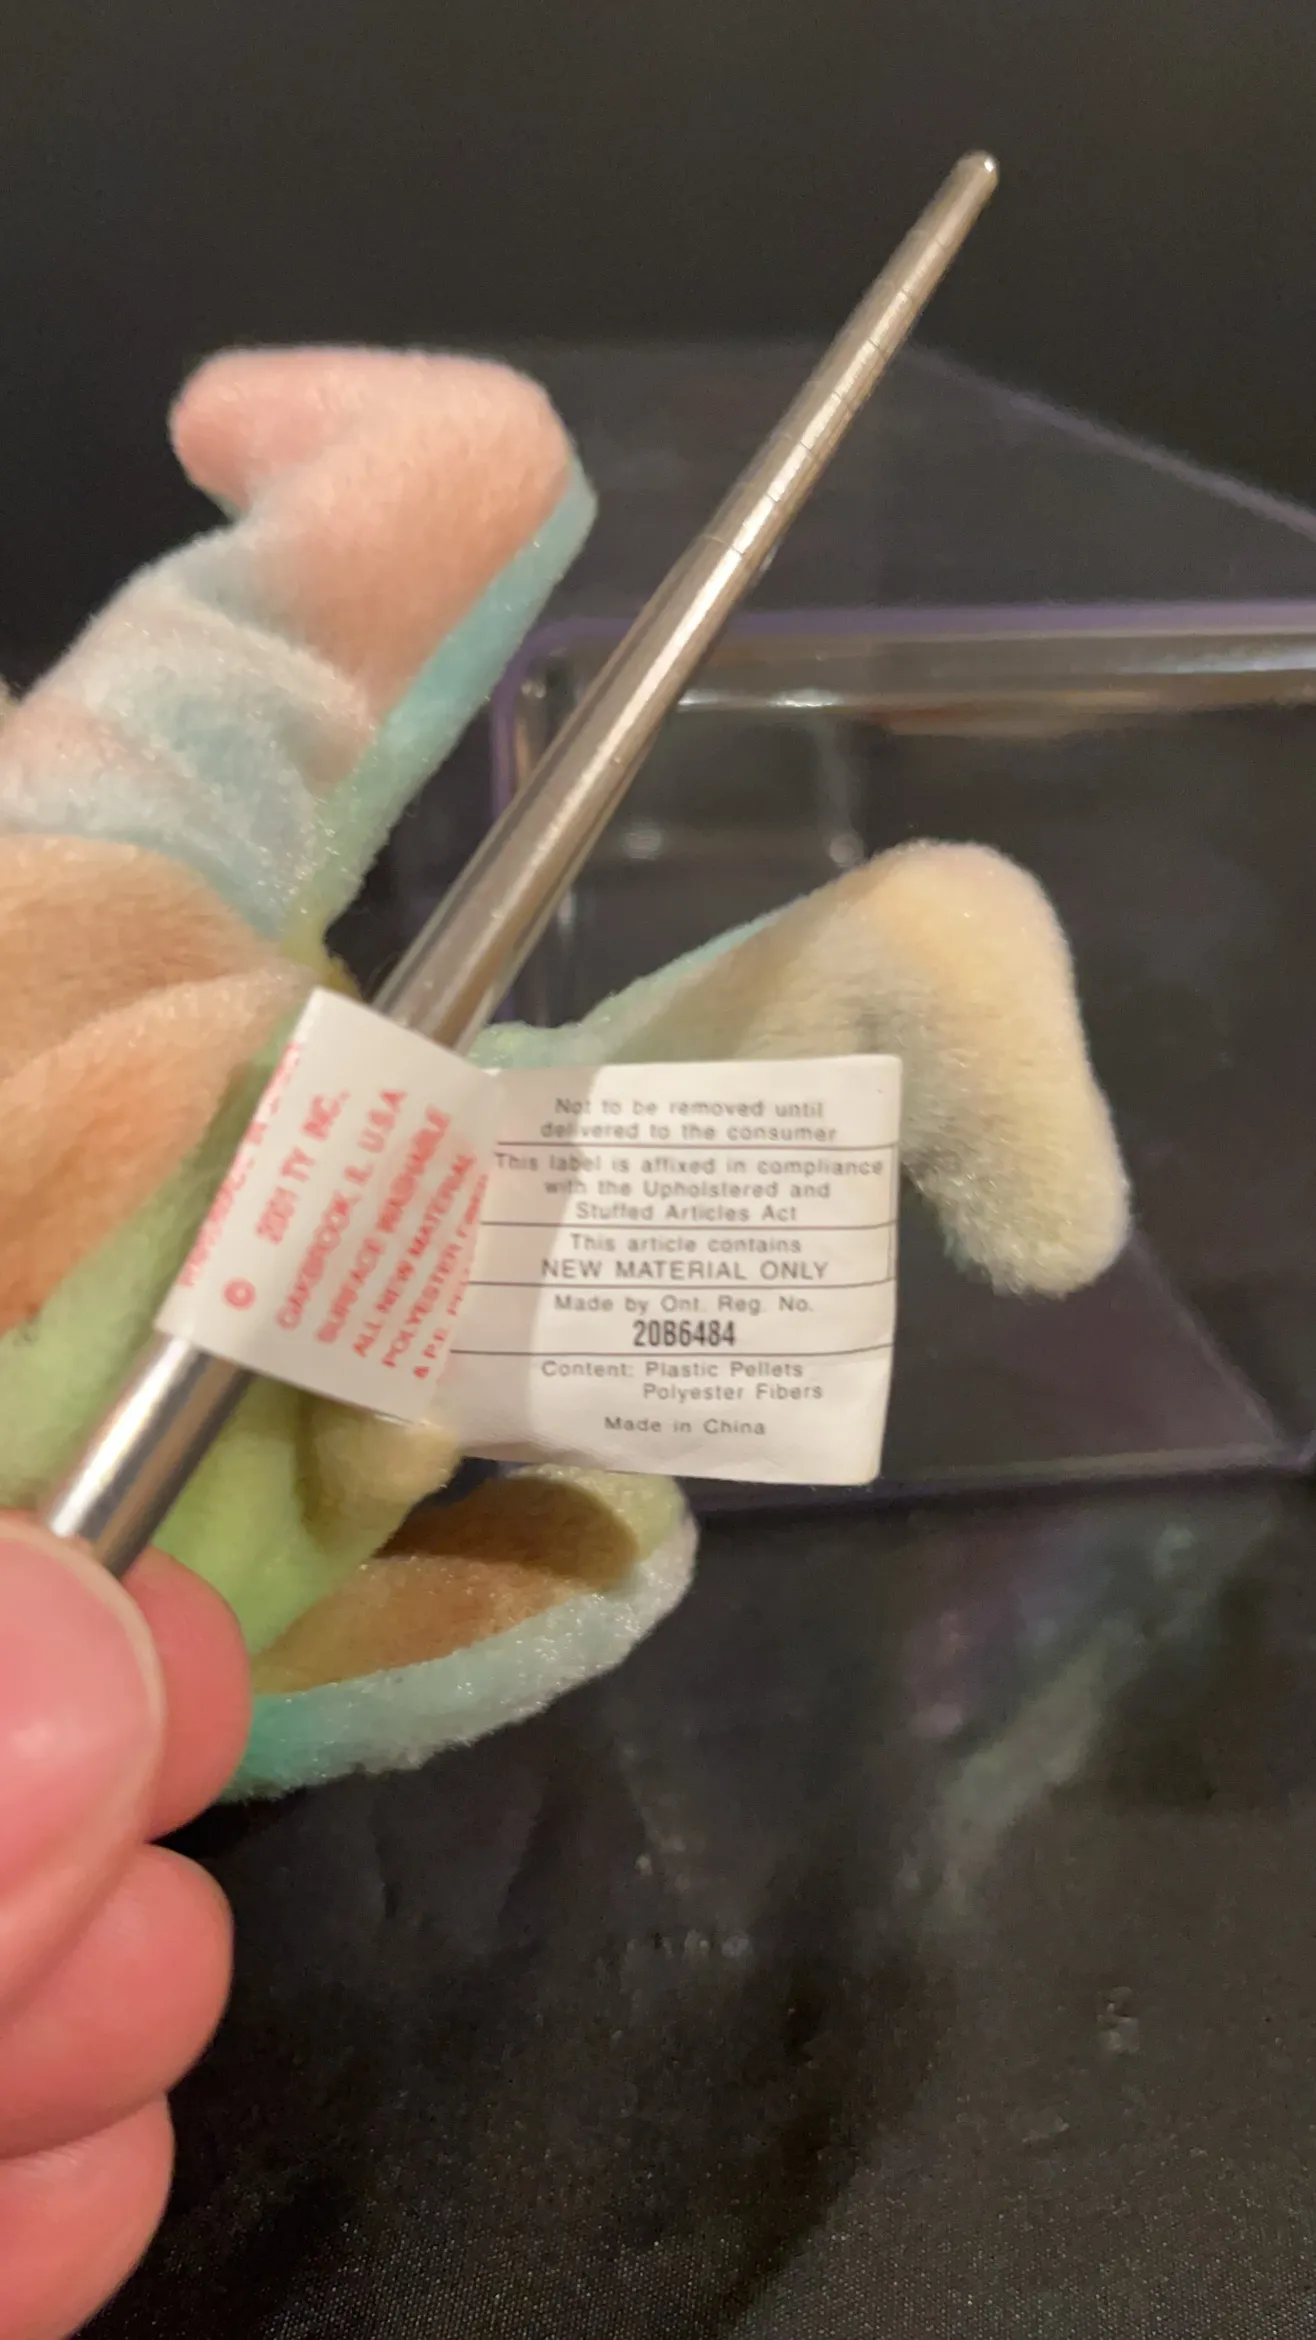 © 2001 TY INC.
OAKBROOK, IL U.S.A
SURFACE WASHABLE
ALL NEW MATERIAL
POLYESTER FIBER
& P.E.
Not to be removed until
delivered to the consumer
This label is affixed in compliance
with the Upholstered and
Stuffed Articles Act
This article contains
NEW MATERIAL ONLY
Made by Ont. Reg. No.
20B6484
Content: Plastic Pellets
Polyester Fibers
Made in China